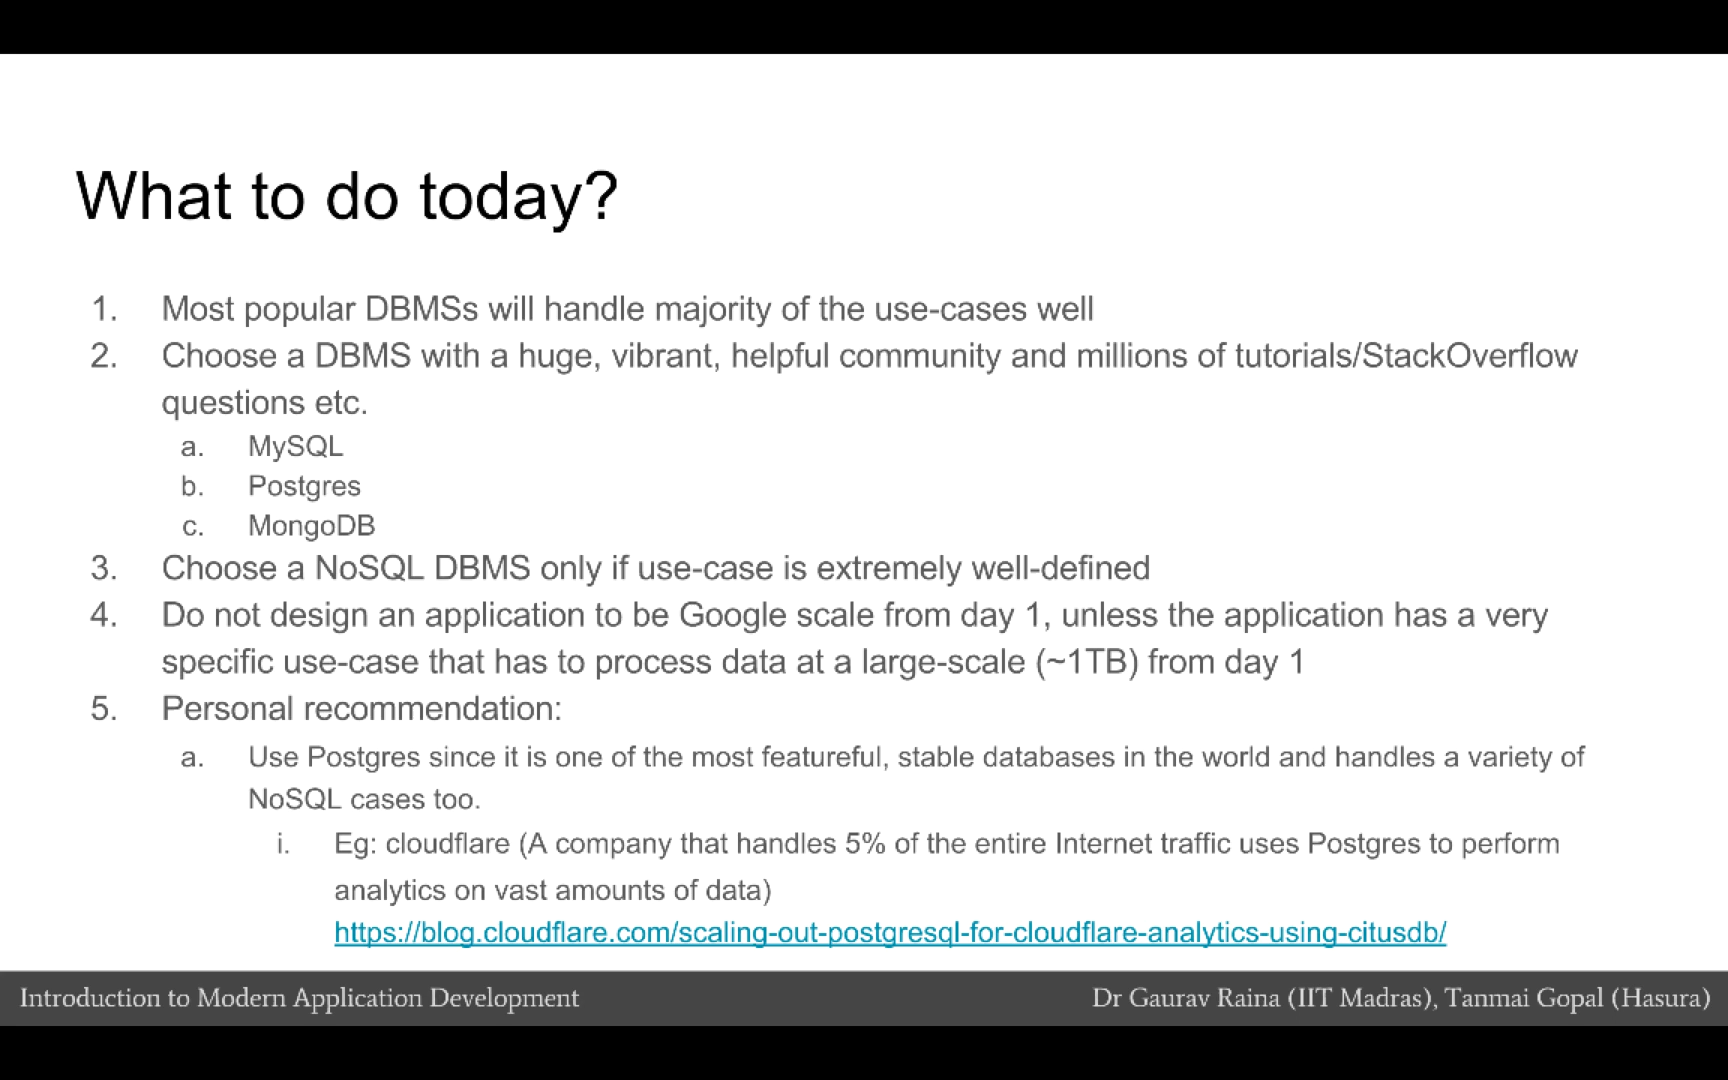 What to do today?
1. Most popular DBMSs will handle majority of the use-cases well
2. Choose a DBMS with a huge, vibrant, helpful community and millions of tutorials/StackOverflow
questions etc.
a. MySQL
b. Postgres
c. MongoDB
3. Choose a NoSQL DBMS only if use-case is extremely well-defined
4. Do not design an application to be Google scale from day 1, unless the application has a very
specific use-case that has to process data at a large-scale (~1TB) from day 1
5. Personal recommendation:
a. Use Postgres since it is one of the most featureful, stable databases in the world and handles a variety of
NoSQL cases too.
i. Eg: cloudflare (A company that handles 5% of the entire Internet traffic uses Postgres to perform
analytics on vast amounts of data)
https://blog.cloudflare.com/scaling-out-postgresql-for-cloudflare-analytics-using-citusdb/
Introduction to Modern Application Development
Dr Gaurav Raina (IIT Madras), Tanmai Gopal (Hasura)